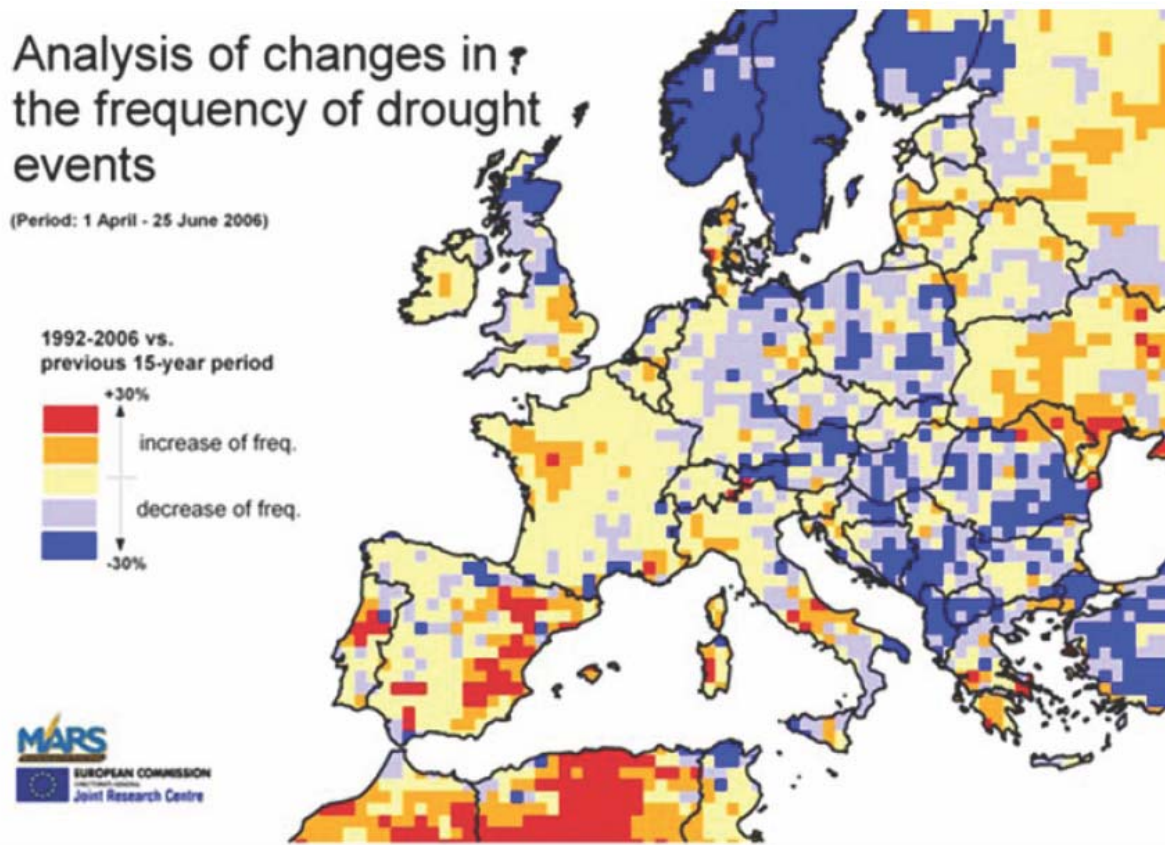 Analysis of changes in
the frequency of drought
events
(Period: 1 April - 25 June 2006)
1992-2006 vs.
previous 15-year period
+30%
increase of freq.
decrease of freq.
-30%
MARS
EUROPEAN COMMISSION
Joint Research Centre